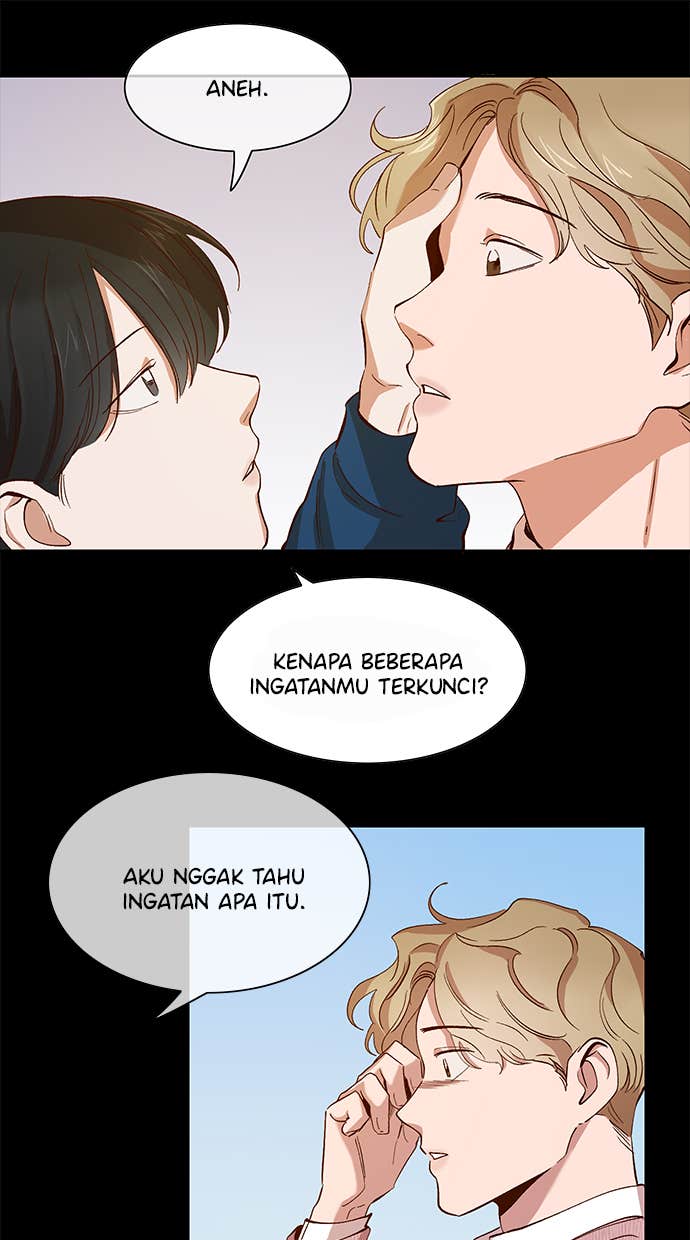 ANEH.
KENAPA BEBERAPA
INGATANMU TERKUNCI?
AKU NGGAK TAHU
INGATAN APA ITU.